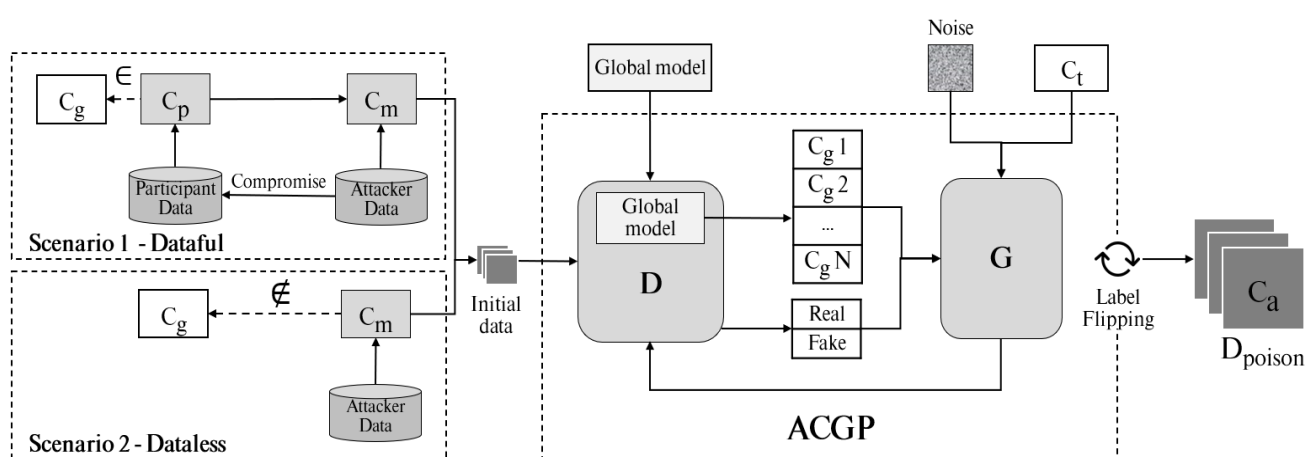 C_g
∈
C_p
C_m
Participant
Data
Compromise
Attacker
Data
Scenario 1 - Dataful
C_g
∉
C_m
Attacker
Data
Scenario 2 - Dataless
Initial
data
Global model
Global
model
D
C_g 1
C_g 2
...
C_g N
Real
Fake
Noise
C_t
G
ACGP
Label
Flipping
C_a
D_poison